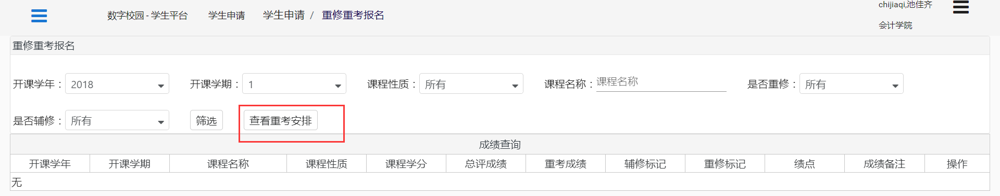 chijiaqi,池佳齐
数字校园 - 学生平台 学生申请 学生申请 / 重修重考报名
会计学院
重修重考报名
开课学年： 2018 开课学期： 1 课程性质： 所有 课程名称： 课程名称 是否重修： 所有
是否辅修： 所有 筛选 查看重考安排
成绩查询
开课学年 开课学期 课程名称 课程性质 课程学分 总评成绩 重考成绩 辅修标记 重修标记 绩点 成绩备注 操作
无